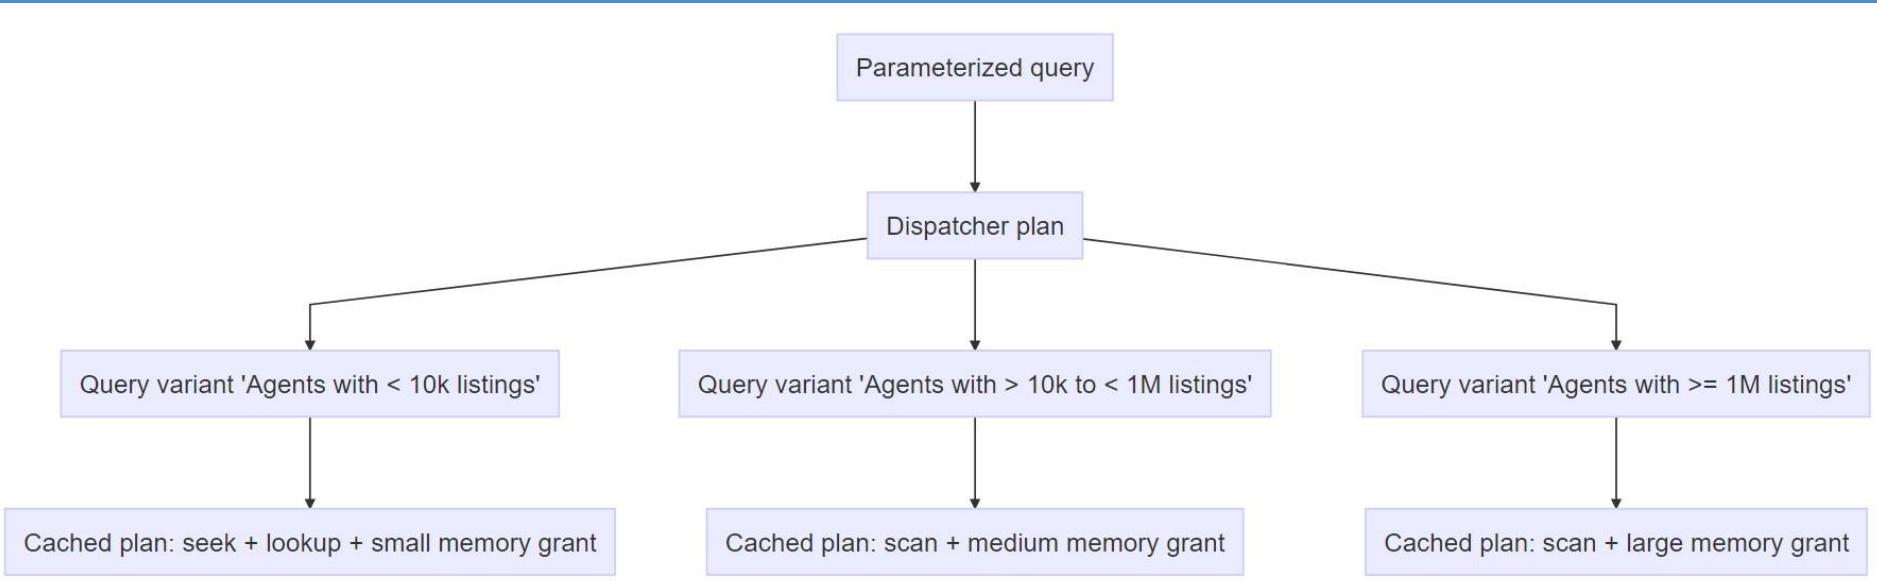 Parameterized query
Dispatcher plan
Query variant 'Agents with < 10k listings'
Query variant 'Agents with > 10k to < 1M listings'
Query variant 'Agents with >= 1M listings'
Cached plan: seek + lookup + small memory grant
Cached plan: scan + medium memory grant
Cached plan: scan + large memory grant